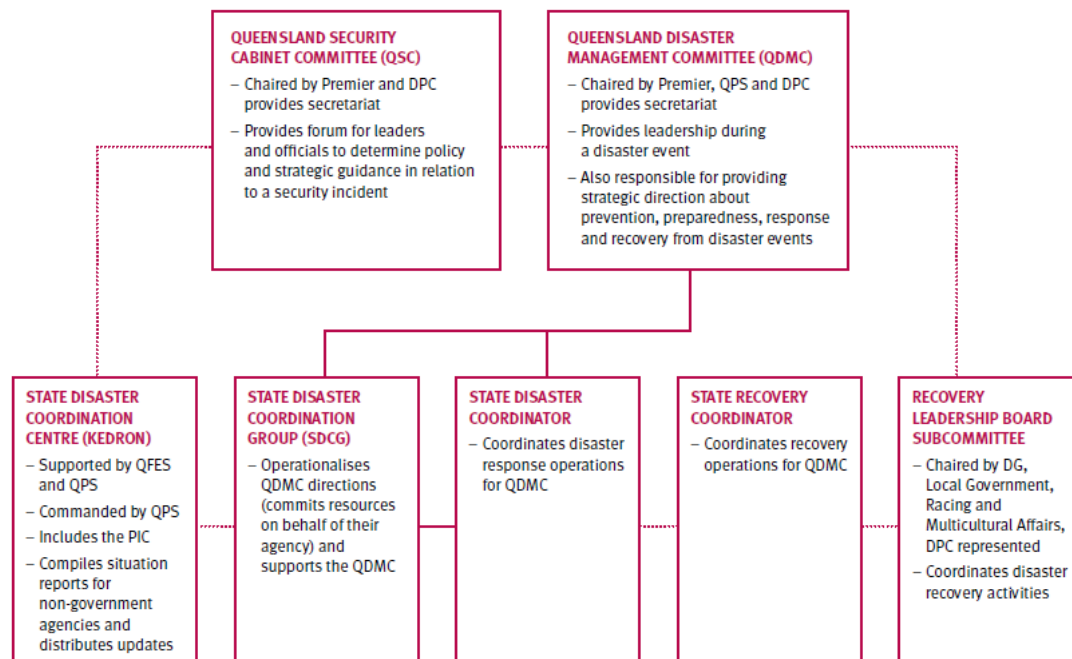 QUEENSLAND SECURITY
CABINET COMMITTEE (QSC)
– Chaired by Premier and DPC
provides secretariat
– Provides forum for leaders
and officials to determine policy
and strategic guidance in relation
to a security incident
QUEENSLAND DISASTER
MANAGEMENT COMMITTEE (QDMC)
– Chaired by Premier, QPS and DPC
provides secretariat
– Provides leadership during
a disaster event
– Also responsible for providing
strategic direction about
prevention, preparedness, response
and recovery from disaster events
STATE DISASTER
COORDINATION
CENTRE (KEDRON)
– Supported by QFES
and QPS
– Commanded by QPS
– Includes the PIC
– Compiles situation
reports for
non-government
agencies and
distributes updates
STATE DISASTER
COORDINATION
GROUP (SDCG)
– Operationalises
QDMC directions
(commits resources
on behalf of their
agency) and
supports the QDMC
STATE DISASTER
COORDINATOR
– Coordinates disaster
response operations
for QDMC
STATE RECOVERY
COORDINATOR
– Coordinates recovery
operations for QDMC
RECOVERY
LEADERSHIP BOARD
SUBCOMMITTEE
– Chaired by DG,
Local Government,
Racing and
Multicultural Affairs,
DPC represented
– Coordinates disaster
recovery activities